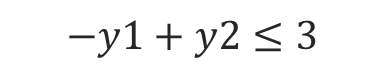 −y1 + y2 ≤ 3